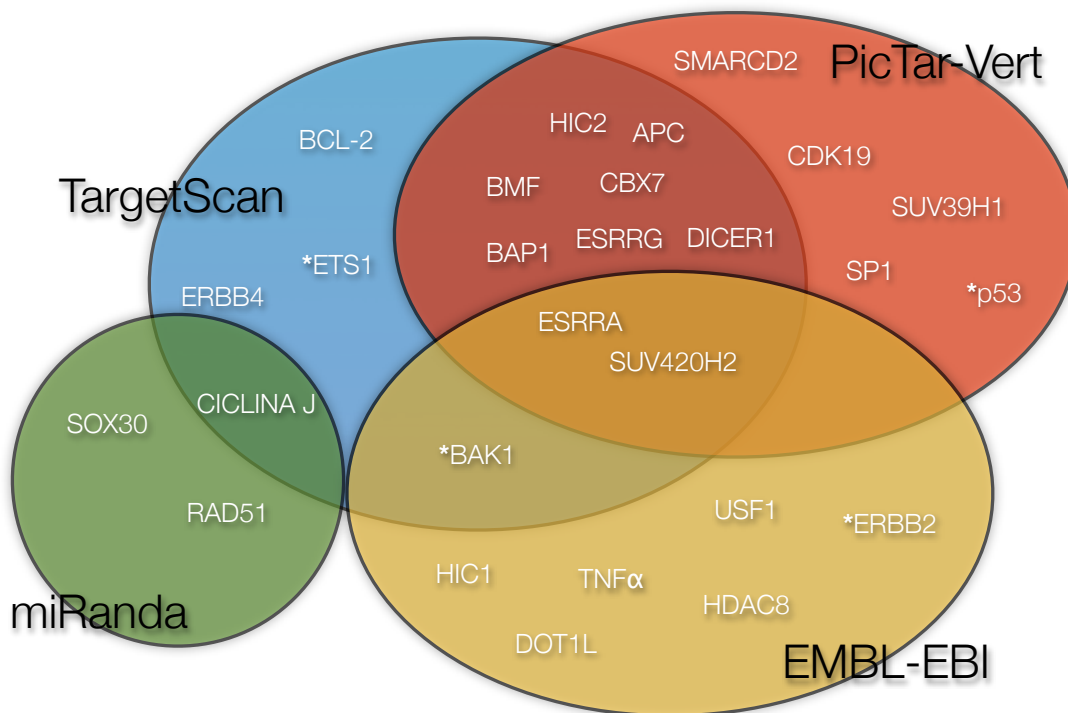 SMARCD2
PicTar-Vert
HIC2
APC
BCL-2
CDK19
TargetScan
BMF
CBX7
SUV39H1
BAP1
ESRRG
DICER1
*ETS1
SP1
*p53
ERBB4
ESRRA
SUV420H2
CICLINA J
SOX30
*BAK1
RAD51
USF1
*ERBB2
HIC1
TNFα
HDAC8
miRanda
DOT1L
EMBL-EBI